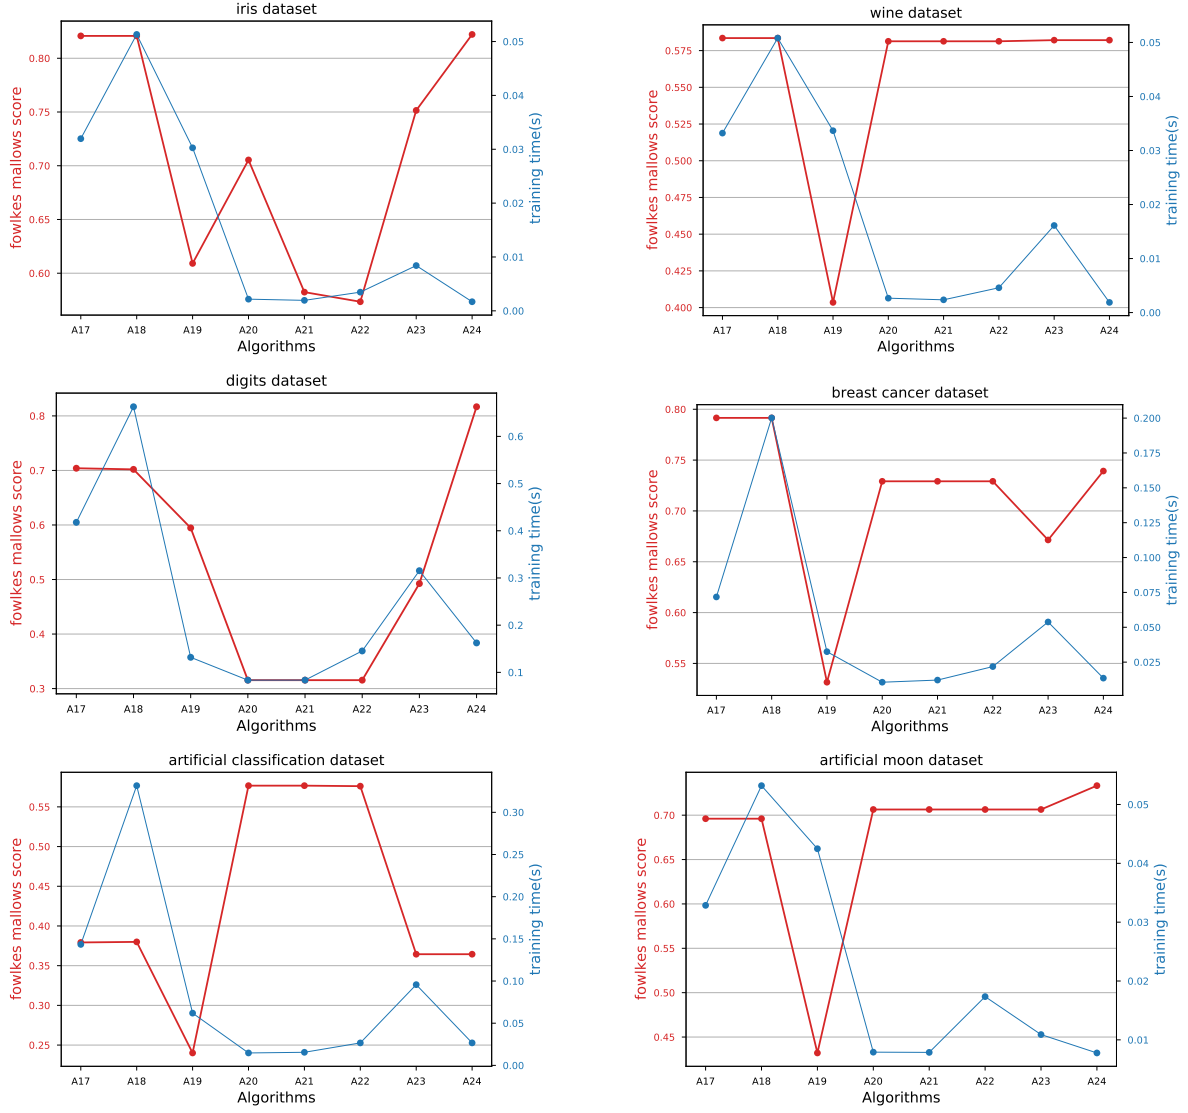 iris dataset
fowlkes mallows score
0.80
0.75
0.70
0.65
0.60
0.05
0.04
0.03
0.02
0.01
0.00
training time(s)
A17 A18 A19 A20 A21 A22 A23 A24
Algorithms
wine dataset
fowlkes mallows score
0.575
0.550
0.525
0.500
0.475
0.450
0.425
0.400
0.05
0.04
0.03
0.02
0.01
0.00
training time(s)
A17 A18 A19 A20 A21 A22 A23 A24
Algorithms
digits dataset
fowlkes mallows score
0.8
0.7
0.6
0.5
0.4
0.3
0.6
0.5
0.4
0.3
0.2
0.1
training time(s)
A17 A18 A19 A20 A21 A22 A23 A24
Algorithms
breast cancer dataset
fowlkes mallows score
0.80
0.75
0.70
0.65
0.60
0.55
0.200
0.175
0.150
0.125
0.100
0.075
0.050
0.025
training time(s)
A17 A18 A19 A20 A21 A22 A23 A24
Algorithms
artificial classification dataset
fowlkes mallows score
0.55
0.50
0.45
0.40
0.35
0.30
0.25
0.30
0.25
0.20
0.15
0.10
0.05
0.00
training time(s)
A17 A18 A19 A20 A21 A22 A23 A24
Algorithms
artificial moon dataset
fowlkes mallows score
0.70
0.65
0.60
0.55
0.50
0.45
0.05
0.04
0.03
0.02
0.01
training time(s)
A17 A18 A19 A20 A21 A22 A23 A24
Algorithms